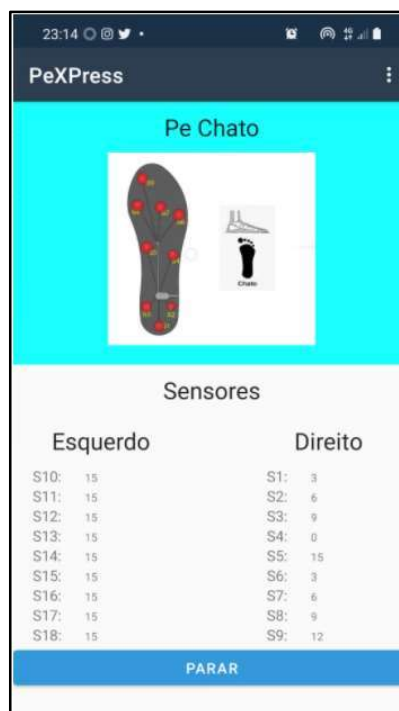 23:14
4G
PeXPress
Pe Chato
Chato
Sensores
Esquerdo
Direito
S10: 15
S11: 15
S12: 15
S13: 15
S14: 15
S15: 15
S16: 15
S17: 15
S18: 15
S1: 3
S2: 6
S3: 9
S4: 0
S5: 15
S6: 3
S7: 6
S8: 9
S9: 12
PARAR